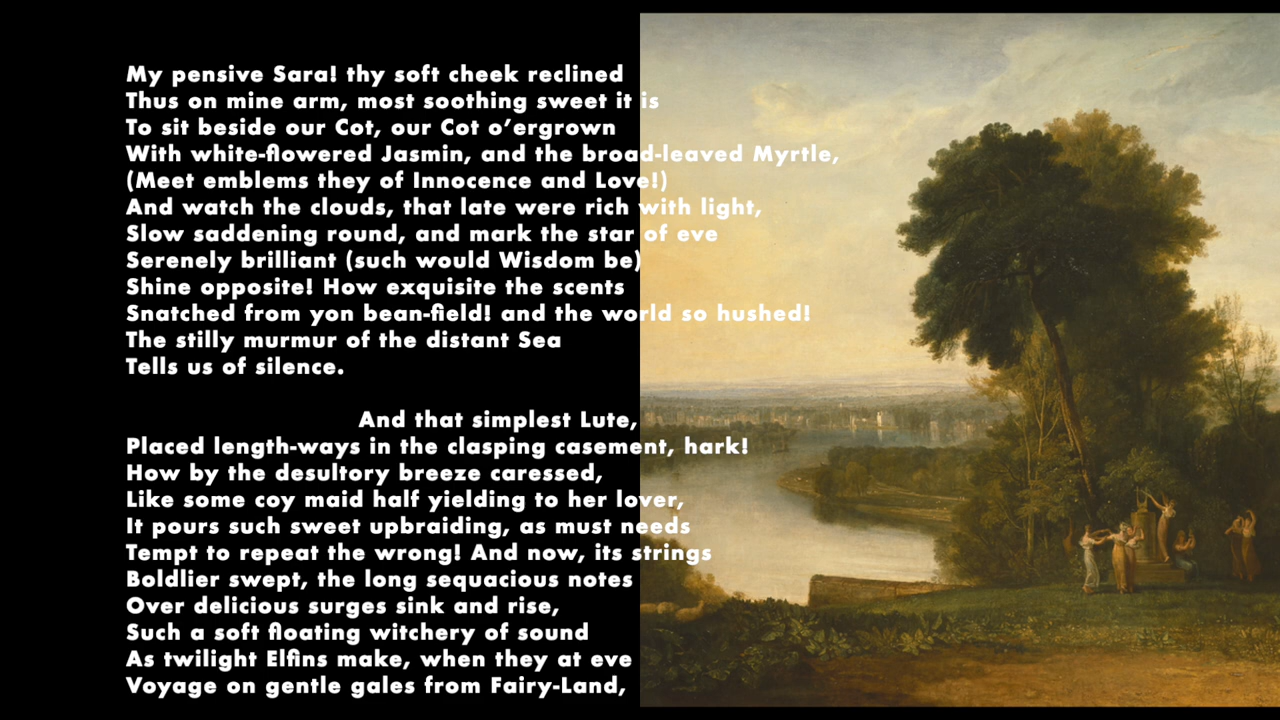 My pensive Sara! thy soft cheek reclined
Thus on mine arm, most soothing sweet it is
To sit beside our Cot, our Cot o’ergrown
With white-flowered Jasmin, and the broad-leaved Myrtle,
(Meet emblems they of Innocence and Love!)
And watch the clouds, that late were rich with light,
Slow saddening round, and mark the star of eve
Serenely brilliant (such would Wisdom be)
Shine opposite! How exquisite the scents
Snatched from yon bean-field! and the world so hushed!
The stilly murmur of the distant Sea
Tells us of silence.
And that simplest Lute,
Placed length-ways in the clasping casement, hark!
How by the desultory breeze caressed,
Like some coy maid half yielding to her lover,
It pours such sweet upbraiding, as must needs
Tempt to repeat the wrong! And now, its strings
Boldlier swept, the long sequacious notes
Over delicious surges sink and rise,
Such a soft floating witchery of sound
As twilight Elfins make, when they at eve
Voyage on gentle gales from Fairy-Land,